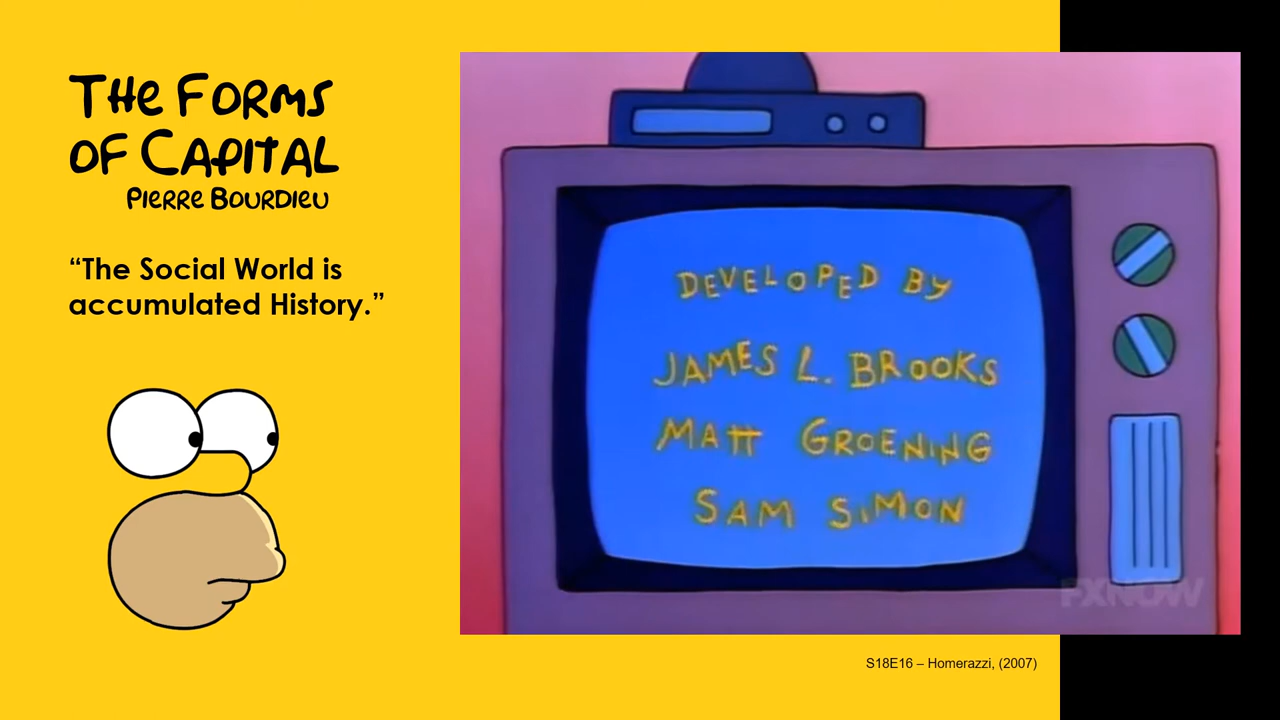 The Forms
of Capital
Pierre Bourdieu
“The Social World is
accumulated History.”
DEVELOPED BY
JAMES L. BROOKS
MATT GROENING
SAM SIMON
FXNOW
S18E16 – Homerazzi, (2007)